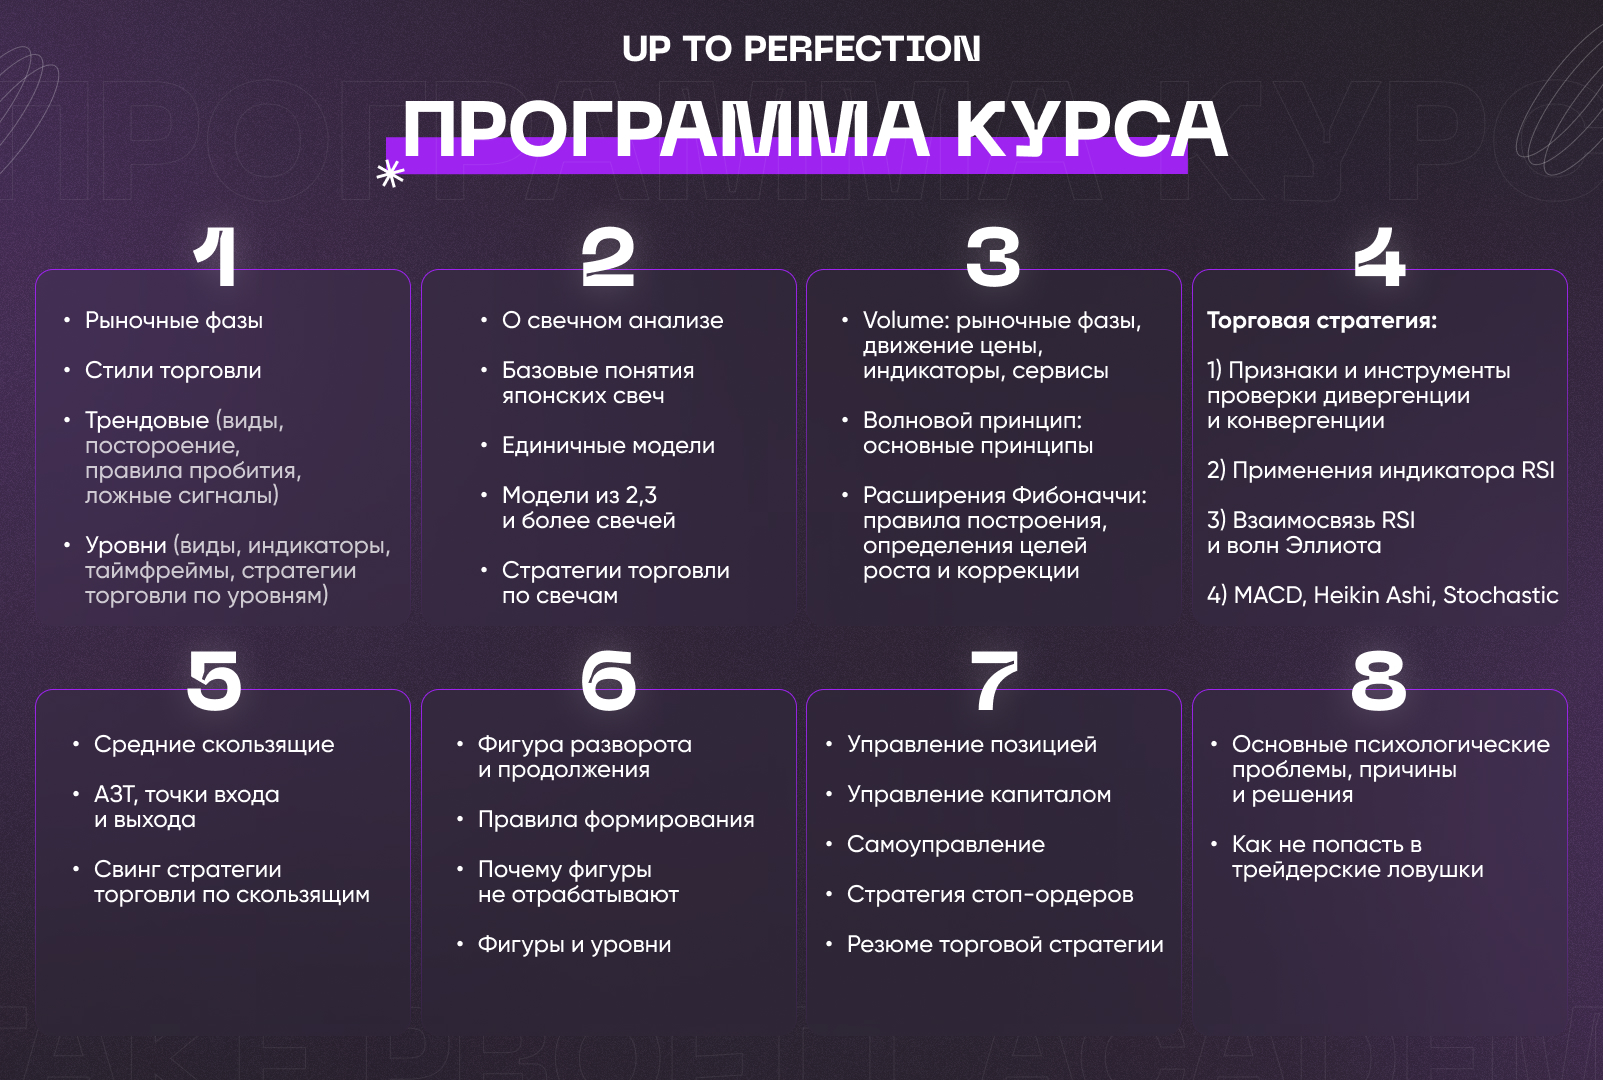 UP TO PERFECTION
ПРОГРАММА КУРСА
1
• Рыночные фазы
• Стили торговли
• Трендовые (виды,
постороение,
правила пробития,
ложные сигналы)
• Уровни (виды, индикаторы,
таймфреймы, стратегии
торговли по уровням)
2
• О свечном анализе
• Базовые понятия
японских свеч
• Единичные модели
• Модели из 2,3
и более свечей
• Стратегии торговли
по свечам
3
• Volume: рыночные фазы,
движение цены,
индикаторы, сервисы
• Волновой принцип:
основные принципы
• Расширения Фибоначчи:
правила построения,
определения целей
роста и коррекции
4
Торговая стратегия:
1) Признаки и инструменты
проверки дивергенции
и конвергенции
2) Применения индикатора RSI
3) Взаимосвязь RSI
и волн Эллиота
4) MACD, Heikin Ashi, Stochastic
5
• Средние скользящие
• АЗТ, точки входа
и выхода
• Свинг стратегии
торговли по скользящим
6
• Фигура разворота
и продолжения
• Правила формирования
• Почему фигуры
не отрабатывают
• Фигуры и уровни
7
• Управление позицией
• Управление капиталом
• Самоуправление
• Стратегия стоп-ордеров
• Резюме торговой стратегии
8
• Основные психологические
проблемы, причины
и решения
• Как не попасть в
трейдерские ловушки